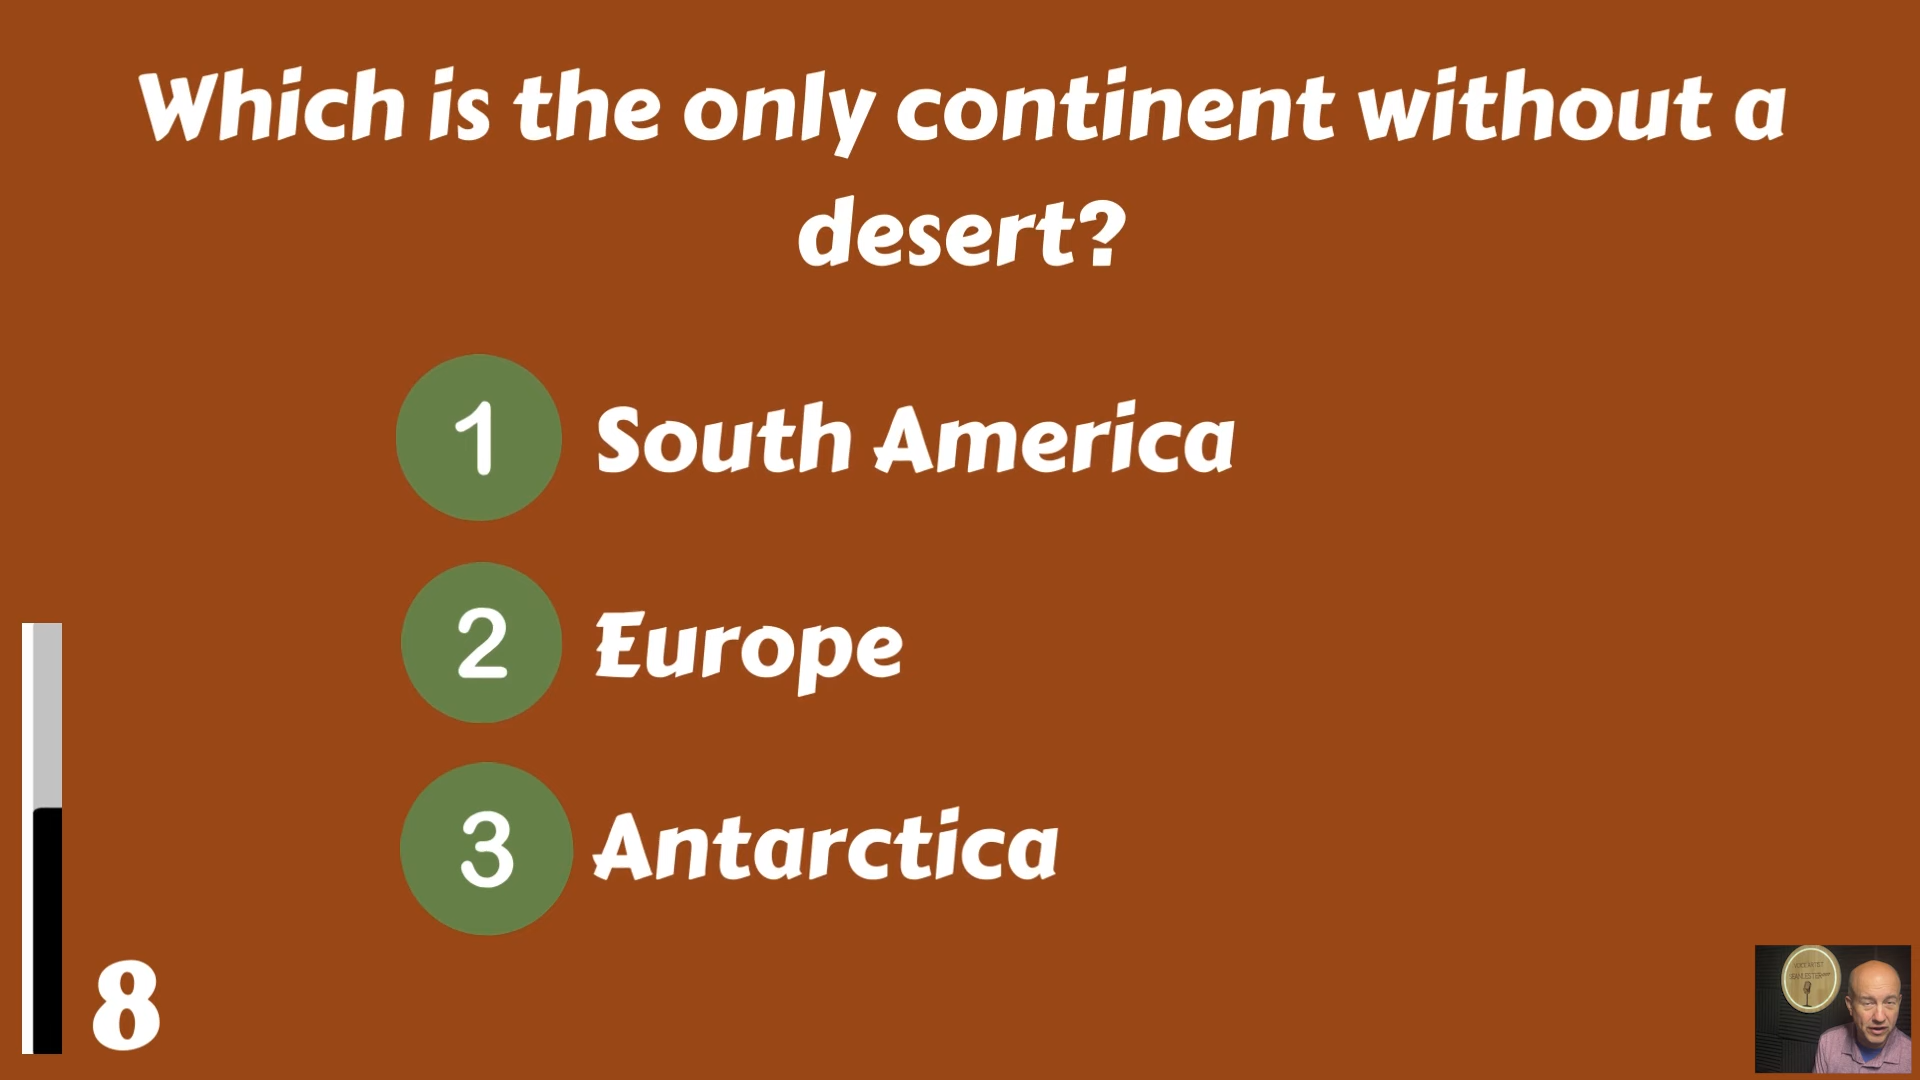 Which is the only continent without a
desert?
1 South America
2 Europe
3 Antarctica
8